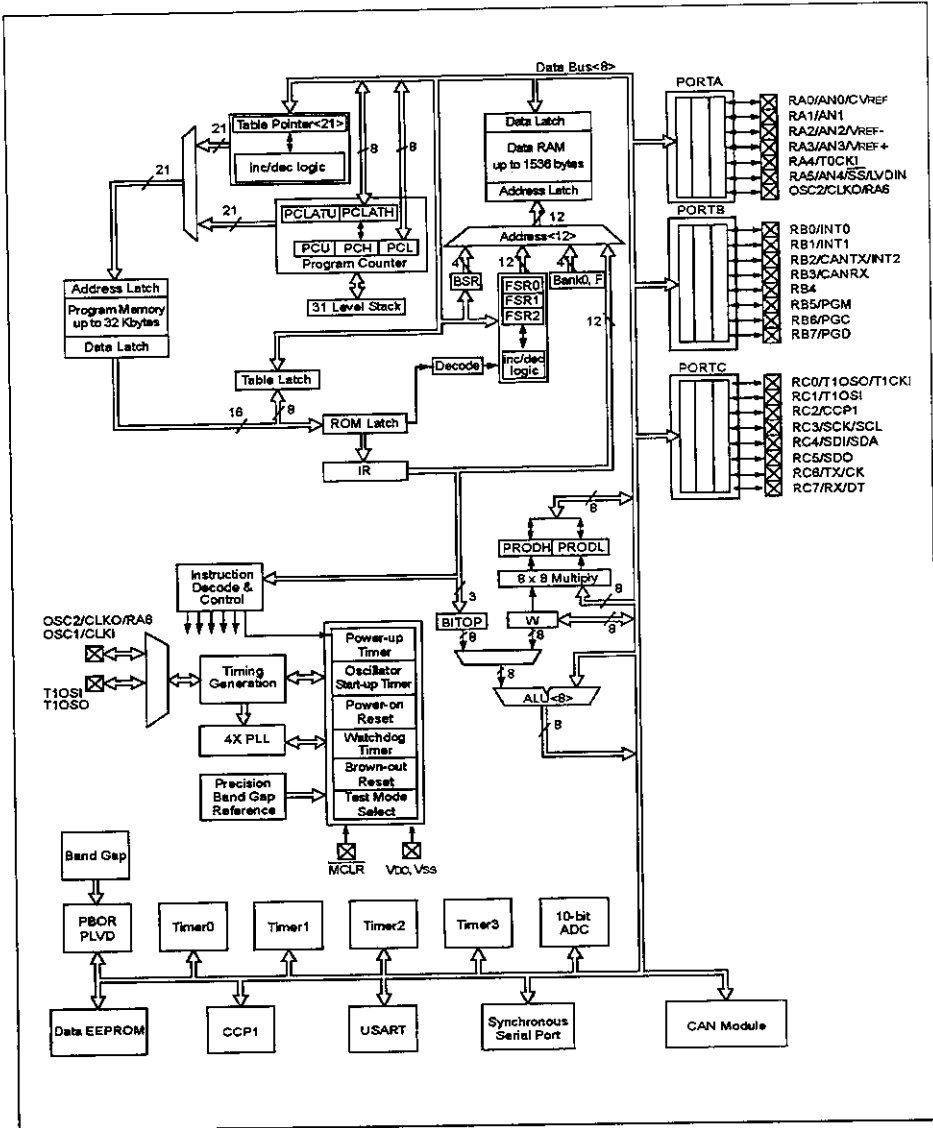 Data Bus<8>
PORTA
RA0/AN0/CVREF
RA1/AN1
RA2/AN2/VREF-
RA3/AN3/VREF+
RA4/T0CKI
RA5/AN4/SS/LVDIN
OSC2/CLKO/RA6
21
Table Pointer<21>
inc/dec logic
8
8
Data Latch
Data RAM
up to 1536 bytes
Address Latch
21
21
PCLATU PCLATH
PCU PCH PCL
Program Counter
12
Address<12>
PORTB
RB0/INT0
RB1/INT1
RB2/CANTX/INT2
RB3/CANRX
RB4
RB5/PGM
RB6/PGC
RB7/PGD
4
12
4
BSR
FSR0
FSR1
FSR2
Bank0, F
31 Level Stack
12
Address Latch
Program Memory
up to 32 Kbytes
Data Latch
inc/dec
logic
Decode
Table Latch
16
8
ROM Latch
IR
PORTC
RC0/T1OSO/T1CKI
RC1/T1OSI
RC2/CCP1
RC3/SCK/SCL
RC4/SDI/SDA
RC5/SDO
RC6/TX/CK
RC7/RX/DT
8
PRODH PRODL
8 x 8 Multiply
8
Instruction
Decode &
Control
3
BITOP
W
8
8
8
8
ALU<8>
8
OSC2/CLKO/RA6
OSC1/CLKI
T1OSI
T1OSO
Timing
Generation
4X PLL
Precision
Band Gap
Reference
Power-up
Timer
Oscillator
Start-up Timer
Power-on
Reset
Watchdog
Timer
Brown-out
Reset
Test Mode
Select
MCLR
VDD, VSS
Band Gap
PBOR
PLVD
Timer0
Timer1
Timer2
Timer3
10-bit
ADC
Data EEPROM
CCP1
USART
Synchronous
Serial Port
CAN Module